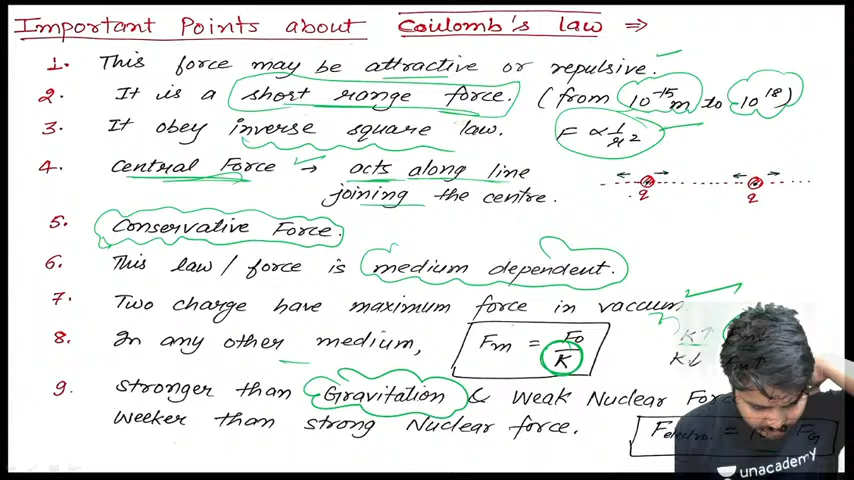 Important Points about Coulomb's law ⇒
1. This force may be attractive or repulsive.
2. It is a short range force. (from 10⁻¹⁵m to 10¹⁸)
3. It obey inverse square law. F ∝ 1/r²
4. Central Force → acts along line
joining the centre.
q q
5. Conservative Force.
6. This law / force is medium dependent.
7. Two charge have maximum force in vacuum
8. In any other medium, Fm = F0/K
K↑
K↓ Fm↑
9. Stronger than Gravitation & Weak Nuclear
Weeker than strong Nuclear force.
Felectro. = FG
unacademy